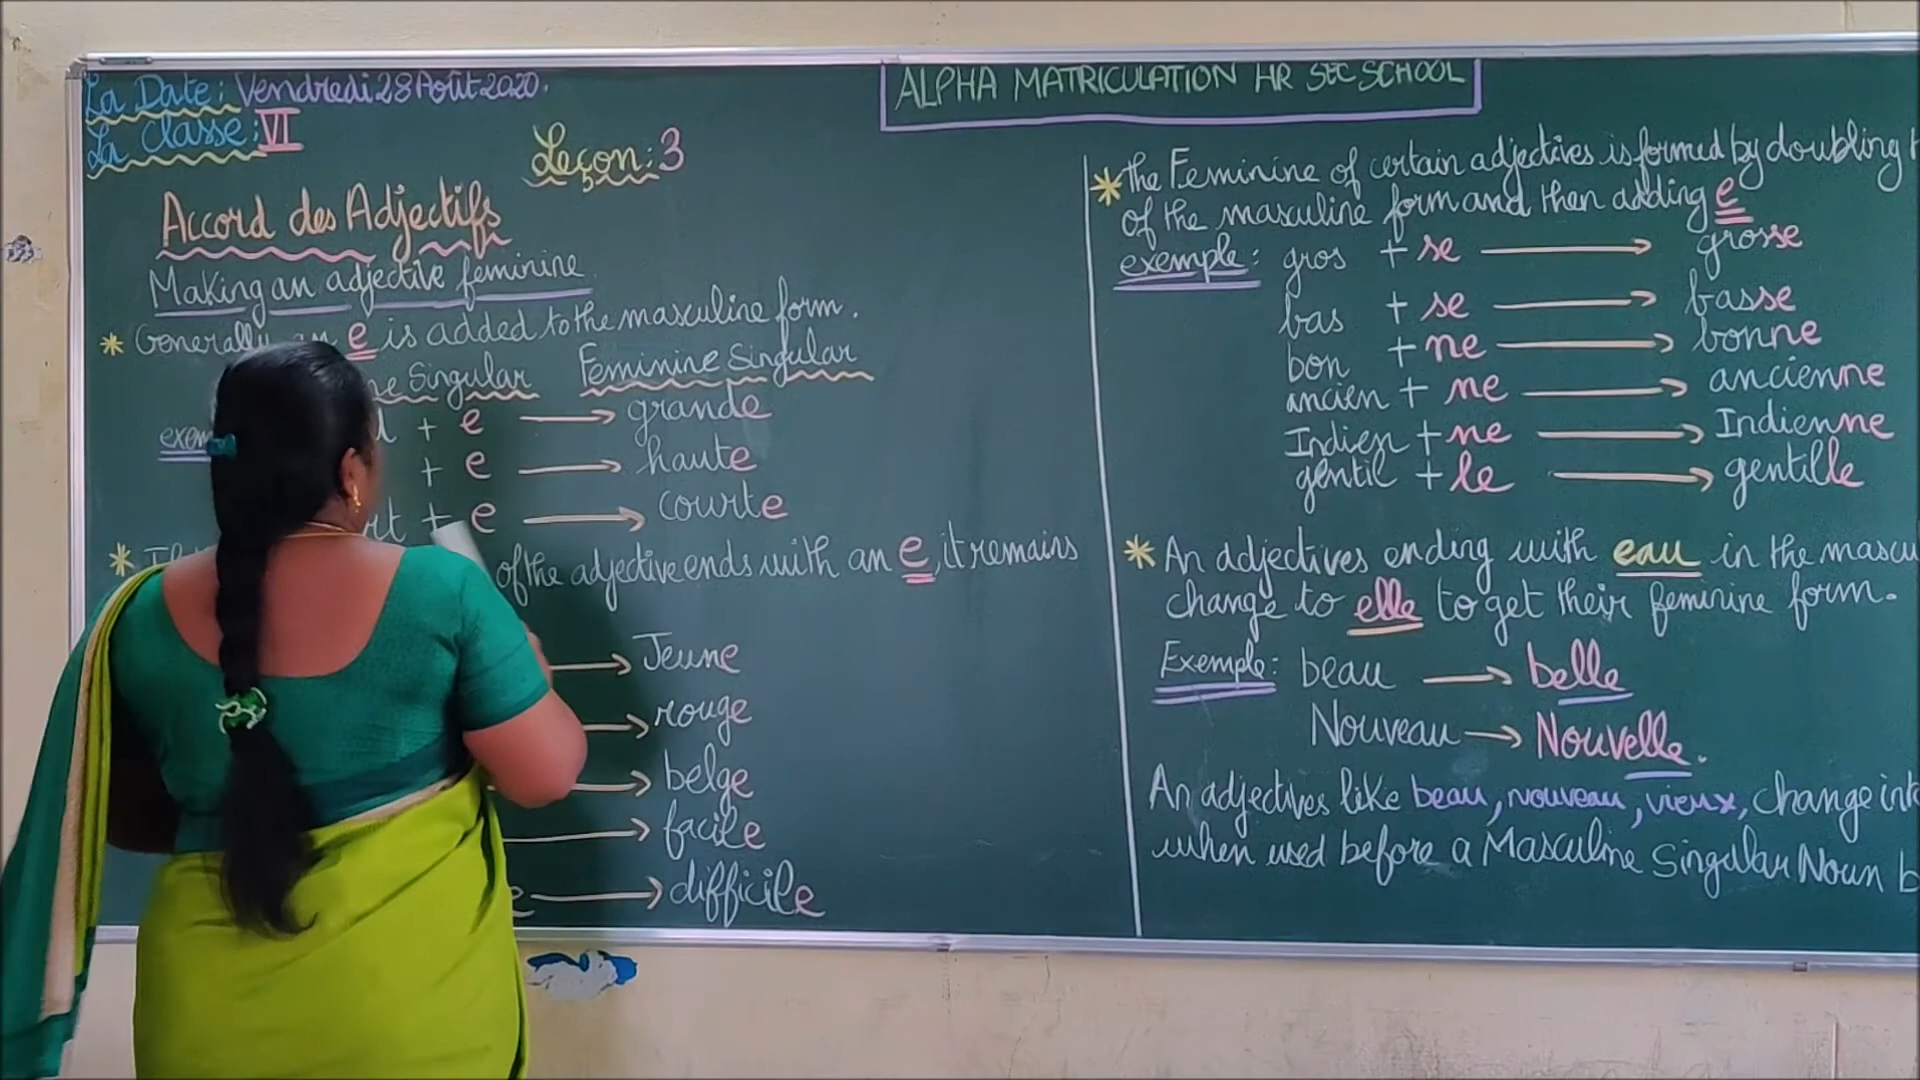 La Date: Vendredi 28 Août 2020.
La Classe: VI
ALPHA MATRICULATION HR SEC SCHOOL
Leçon: 3
Accord des Adjectifs
Making an adjective feminine
* Generally an e is added to the masculine form.
Singular Feminine Singular
+ e → grande
+ e → haute
+ e → courte
* of the adjective ends with an e, it remains
→ Jeune
→ rouge
→ belge
→ facile
→ difficile
* The Feminine of certain adjectives is formed by doubling
of the masculine form and then adding e
exemple: gros + se → grosse
bas + se → basse
bon + ne → bonne
ancien + ne → ancienne
Indien + ne → Indienne
gentil + le → gentille
* An adjectives ending with eau in the
change to elle to get their feminine form.
Exemple: beau → belle
Nouveau → Nouvelle.
An adjectives like beau, nouveau, vieux, change
when used before a Masculine Singular Noun